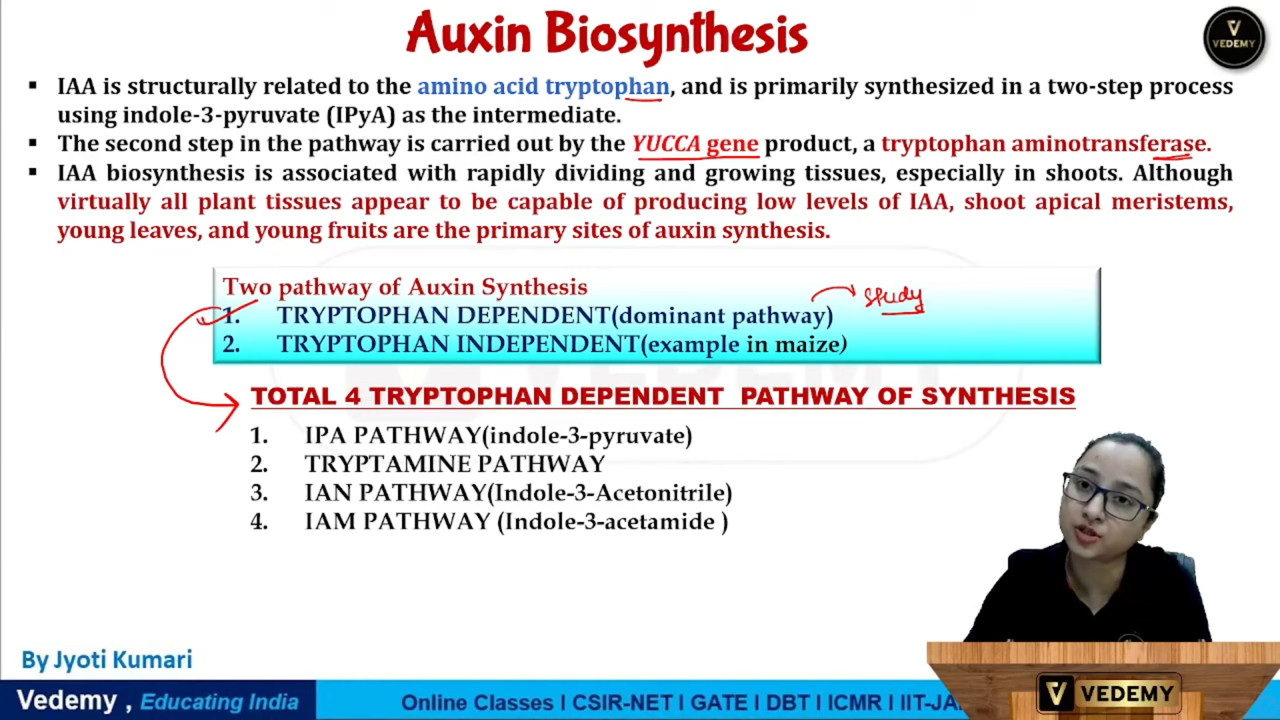 Auxin Biosynthesis
VEDEMY
▪ IAA is structurally related to the amino acid tryptophan, and is primarily synthesized in a two-step process
using indole-3-pyruvate (IPyA) as the intermediate.
▪ The second step in the pathway is carried out by the YUCCA gene product, a tryptophan aminotransferase.
▪ IAA biosynthesis is associated with rapidly dividing and growing tissues, especially in shoots. Although
virtually all plant tissues appear to be capable of producing low levels of IAA, shoot apical meristems,
young leaves, and young fruits are the primary sites of auxin synthesis.
Two pathway of Auxin Synthesis
1. TRYPTOPHAN DEPENDENT(dominant pathway)
study
2. TRYPTOPHAN INDEPENDENT(example in maize)
VEDEMY
TOTAL 4 TRYPTOPHAN DEPENDENT PATHWAY OF SYNTHESIS
1. IPA PATHWAY(indole-3-pyruvate)
2. TRYPTAMINE PATHWAY
3. IAN PATHWAY(Indole-3-Acetonitrile)
4. IAM PATHWAY (Indole-3-acetamide )
By Jyoti Kumari
VEDEMY
Vedemy , Educating India
Online Classes I CSIR-NET I GATE I DBT I ICMR I IIT-JA